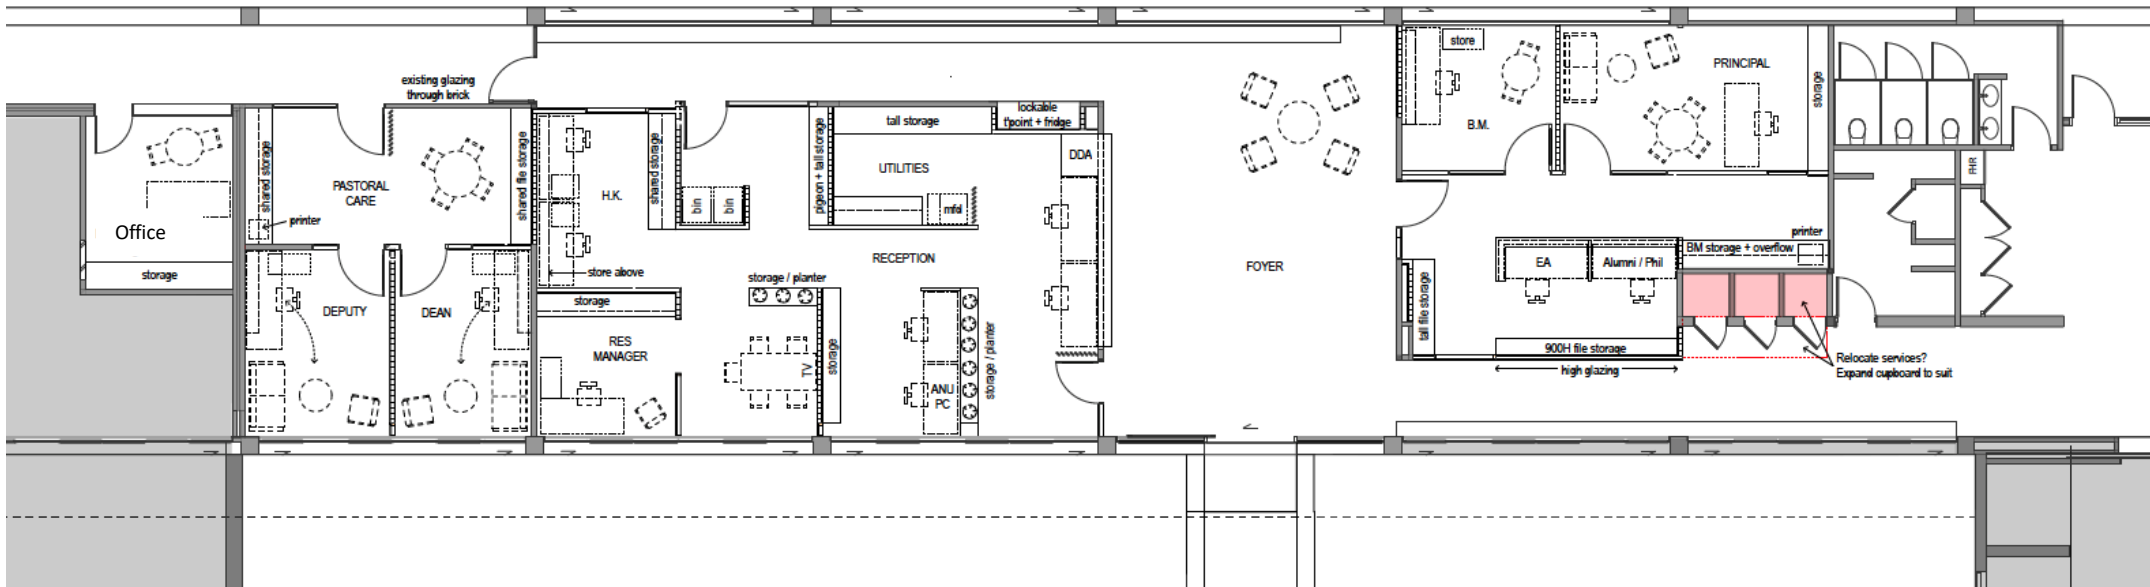 existing glazing
through brick
shared storage
PASTORAL
CARE
printer
Office
storage
shared file storage
H.K.
shared storage
bin
bin
pigeon + tall storage
tall storage
lockable
t'point + fridge
UTILITIES
mfd
DDA
RECEPTION
store above
storage / planter
DEPUTY
DEAN
storage
RES
MANAGER
TV
storage
ANU
PC
storage / planter
FOYER
store
B.M.
PRINCIPAL
storage
FHR
printer
BM storage + overflow
EA
Alumni / Phil
tall file storage
900H file storage
high glazing
Relocate services?
Expand cupboard to suit